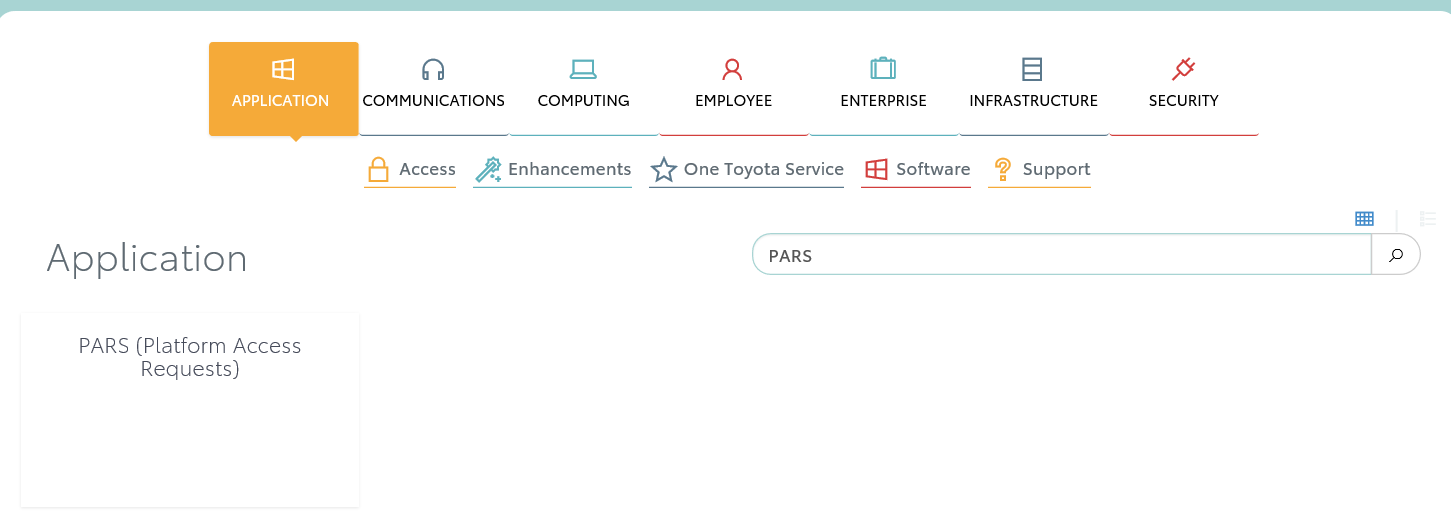 APPLICATION
COMMUNICATIONS
COMPUTING
EMPLOYEE
ENTERPRISE
INFRASTRUCTURE
SECURITY
Access
Enhancements
One Toyota Service
Software
Support
Application
PARS
PARS (Platform Access
Requests)